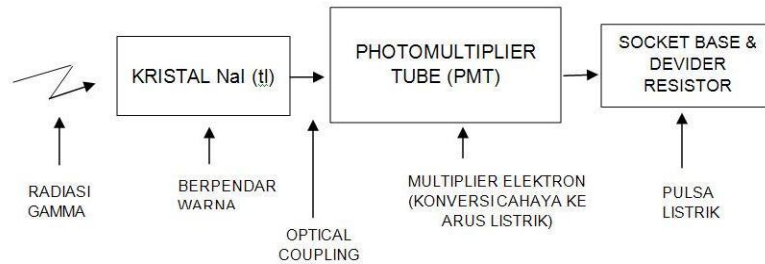 KRISTAL NaI (tl)
PHOTOMULTIPLIER
TUBE (PMT)
SOCKET BASE &
DEVIDER
RESISTOR
RADIASI
GAMMA
BERPENDAR
WARNA
OPTICAL
COUPLING
MULTIPLIER ELEKTRON
(KONVERSI CAHAYA KE
ARUS LISTRIK)
PULSA
LISTRIK